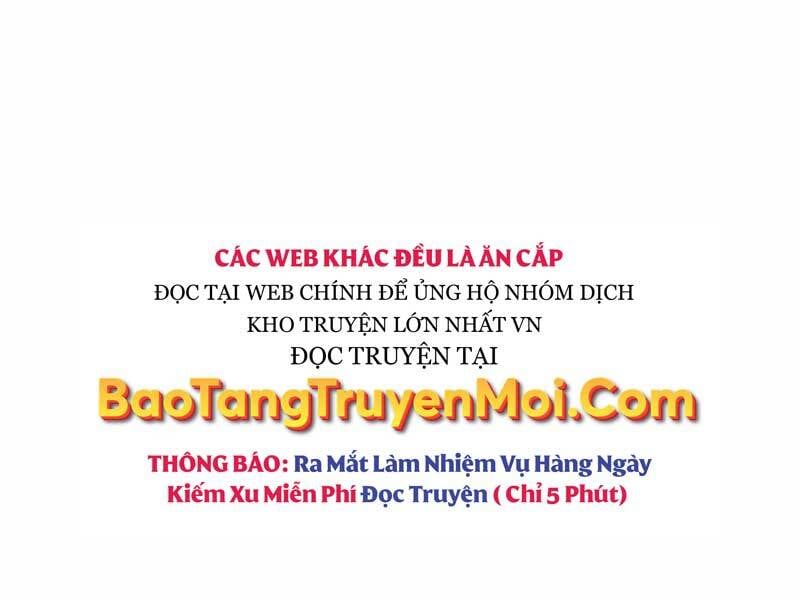 CÁC WEB KHÁC ĐỀU LÀ ĂN CẮP
ĐỌC TẠI WEB CHÍNH ĐỂ ỦNG HỘ NHÓM DỊCH
KHO TRUYỆN LỚN NHẤT VN
ĐỌC TRUYỆN TẠI
BaoTangTruyenMoi.Com
THÔNG BÁO: Ra Mắt Làm Nhiệm Vụ Hàng Ngày
Kiếm Xu Miễn Phí Đọc Truyện ( Chỉ 5 Phút)